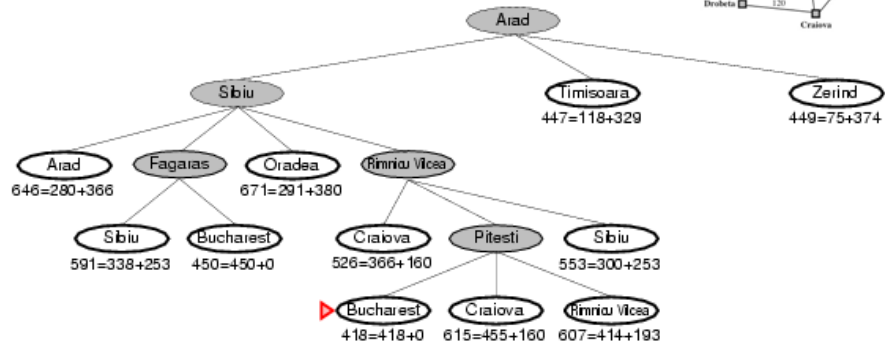 Drobeta
120
Craiova
Arad
Sibiu
Timisoara
Zerind
447=118+329
449=75+374
Arad
Fagaras
Oradea
Rimnicu Vilcea
646=280+366
671=291+380
Sibiu
Bucharest
Craiova
Pitesti
Sibiu
591=338+253
450=450+0
526=366+160
553=300+253
Bucharest
Craiova
Rimnicu Vilcea
418=418+0
615=455+160
607=414+193